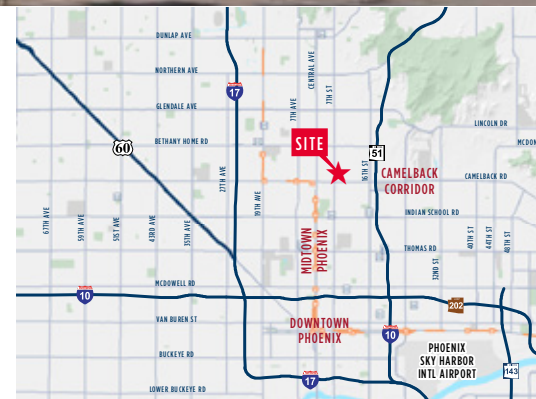 DUNLAP AVE
NORTHERN AVE
GLENDALE AVE
BETHANY HOME RD
17
60
7TH AVE
CENTRAL AVE
7TH ST
SITE
51
16TH ST
LINCOLN DR
MCDON
CAMELBACK
CORRIDOR
CAMELBACK RD
INDIAN SCHOOL RD
THOMAS RD
67TH AVE
59TH AVE
51ST AVE
43RD AVE
35TH AVE
27TH AVE
19TH AVE
MIDTOWN
PHOENIX
32ND ST.
40TH ST
44TH ST
48TH ST
MCDOWELL RD
10
202
VAN BUREN ST
DOWNTOWN
PHOENIX
10
BUCKEYE RD
PHOENIX
SKY HARBOR
INTL AIRPORT
143
17
LOWER BUCKEYE RD